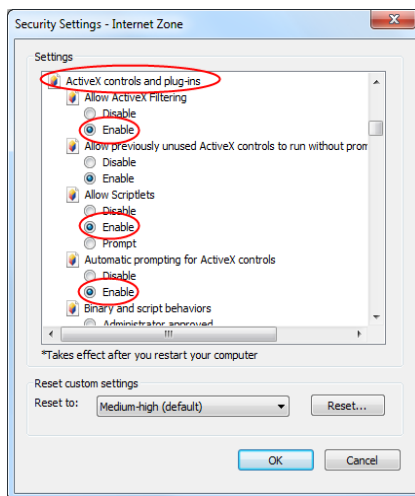 Security Settings - Internet Zone
Settings
ActiveX controls and plug-ins
Allow ActiveX Filtering
Disable
Enable
Allow previously unused ActiveX controls to run without prom
Disable
Enable
Allow Scriptlets
Disable
Enable
Prompt
Automatic prompting for ActiveX controls
Disable
Enable
Binary and script behaviors
Administrator approved
*Takes effect after you restart your computer
Reset custom settings
Reset to: Medium-high (default) Reset...
OK Cancel